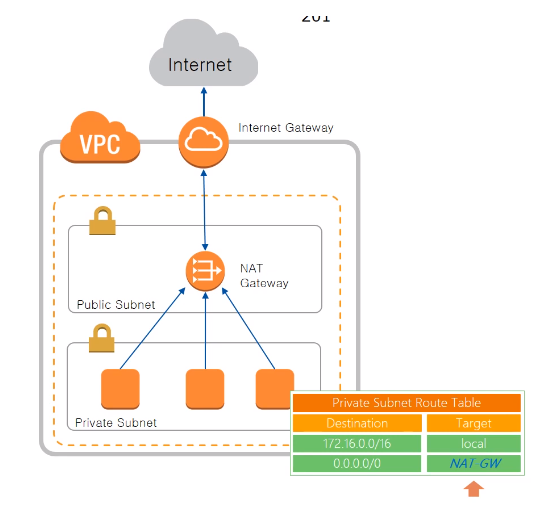 201
Internet
Internet Gateway
VPC
NAT
Gateway
Public Subnet
Private Subnet
Private Subnet Route Table
Destination Target
172.16.0.0/16 local
0.0.0.0/0 NAT GW